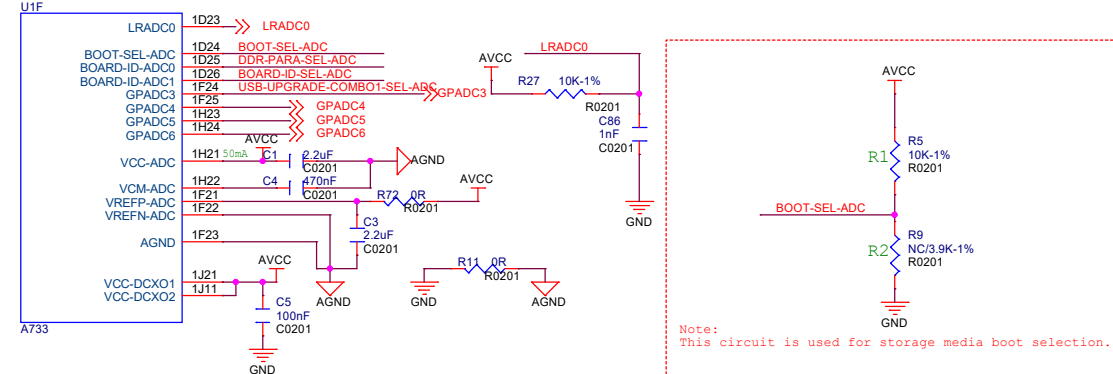 U1F
LRADC0 1D23 LRADC0
BOOT-SEL-ADC 1D24 BOOT-SEL-ADC
BOARD-ID-ADC0 1D25 DDR-PARA-SEL-ADC
BOARD-ID-ADC1 1D26 BOARD-ID-SEL-ADC
GPADC3 1F24 USB-UPGRADE-COMBO1-SEL-ADC GPADC3
GPADC4 1F25 GPADC4
GPADC5 1H23 GPADC5
GPADC6 1H24 GPADC6
AVCC
VCC-ADC 1H21 50mA C1 2.2uF AGND
C0201
VCM-ADC 1H22 C4 470nF
C0201
VREFP-ADC 1F21 R72 0R AVCC
R0201
VREFN-ADC 1F22
C3
2.2uF
C0201
AGND 1F23
AGND
VCC-DCXO1 1J21 AVCC
VCC-DCXO2 1J11
C5
100nF
C0201
GND
A733
LRADC0
AVCC
R27 10K-1%
R0201
C86
1nF
C0201
GND
R11 0R
R0201
GND AGND
AVCC
R1 R5
10K-1%
R0201
BOOT-SEL-ADC
R2 R9
NC/3.9K-1%
R0201
GND
Note:
This circuit is used for storage media boot selection.